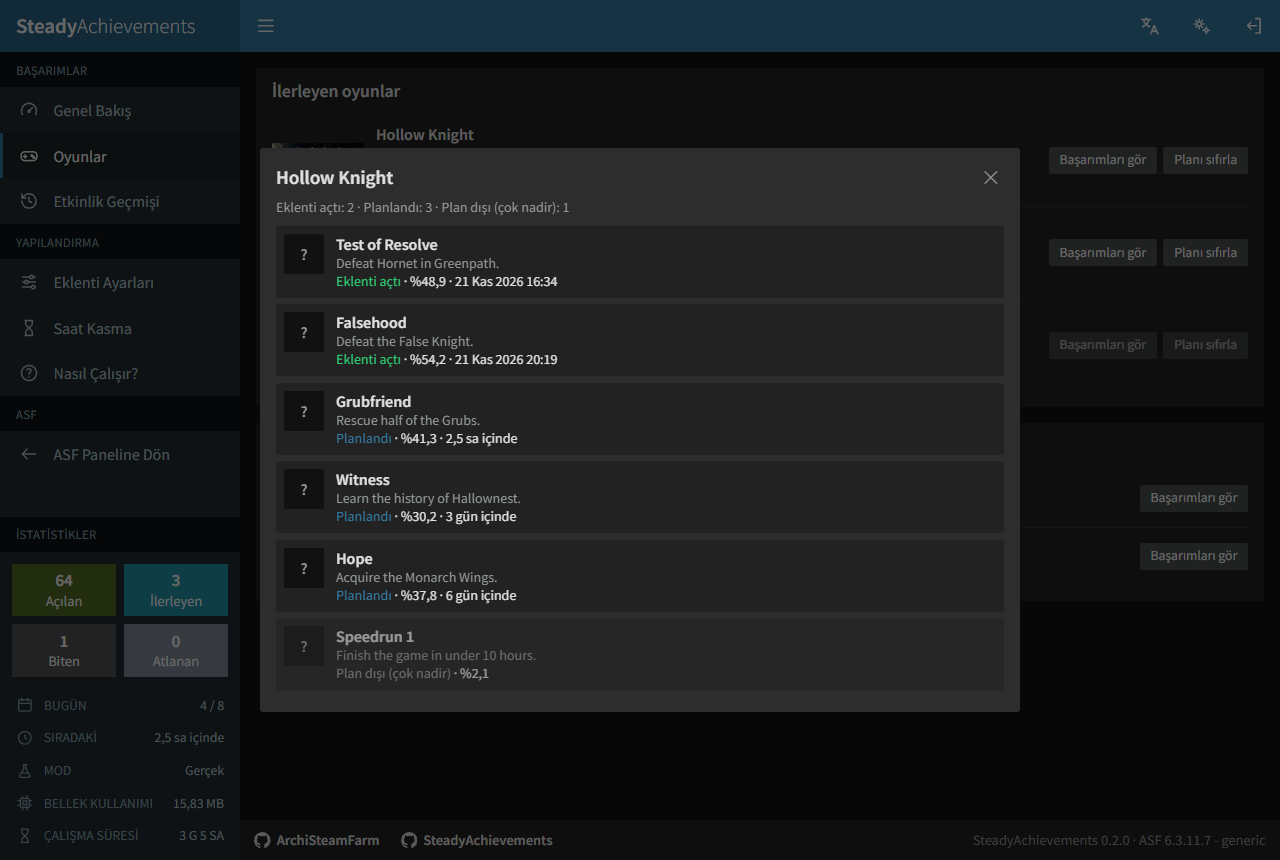 SteadyAchievements
BAŞARIMLAR
Genel Bakış
Oyunlar
Etkinlik Geçmişi
YAPILANDIRMA
Eklenti Ayarları
Saat Kasma
Nasıl Çalışır?
ASF
ASF Paneline Dön
İSTATİSTİKLER
64
Açılan
3
İlerleyen
1
Biten
0
Atlanan
BUGÜN 4 / 8
SIRADAKİ 2,5 sa içinde
MOD Gerçek
BELLEK KULLANIMI 15,83 MB
ÇALIŞMA SÜRESİ 3 G 5 SA
İlerleyen oyunlar
Hollow Knight
Başarımları gör Planı sıfırla
Başarımları gör Planı sıfırla
Başarımları gör Planı sıfırla
Başarımları gör
Başarımları gör
Hollow Knight
Eklenti açtı: 2 · Planlandı: 3 · Plan dışı (çok nadir): 1
?
Test of Resolve
Defeat Hornet in Greenpath.
Eklenti açtı · %48,9 · 21 Kas 2026 16:34
?
Falsehood
Defeat the False Knight.
Eklenti açtı · %54,2 · 21 Kas 2026 20:19
?
Grubfriend
Rescue half of the Grubs.
Planlandı · %41,3 · 2,5 sa içinde
?
Witness
Learn the history of Hallownest.
Planlandı · %30,2 · 3 gün içinde
?
Hope
Acquire the Monarch Wings.
Planlandı · %37,8 · 6 gün içinde
?
Speedrun 1
Finish the game in under 10 hours.
Plan dışı (çok nadir) · %2,1
ArchiSteamFarm SteadyAchievements
SteadyAchievements 0.2.0 · ASF 6.3.11.7 - generic